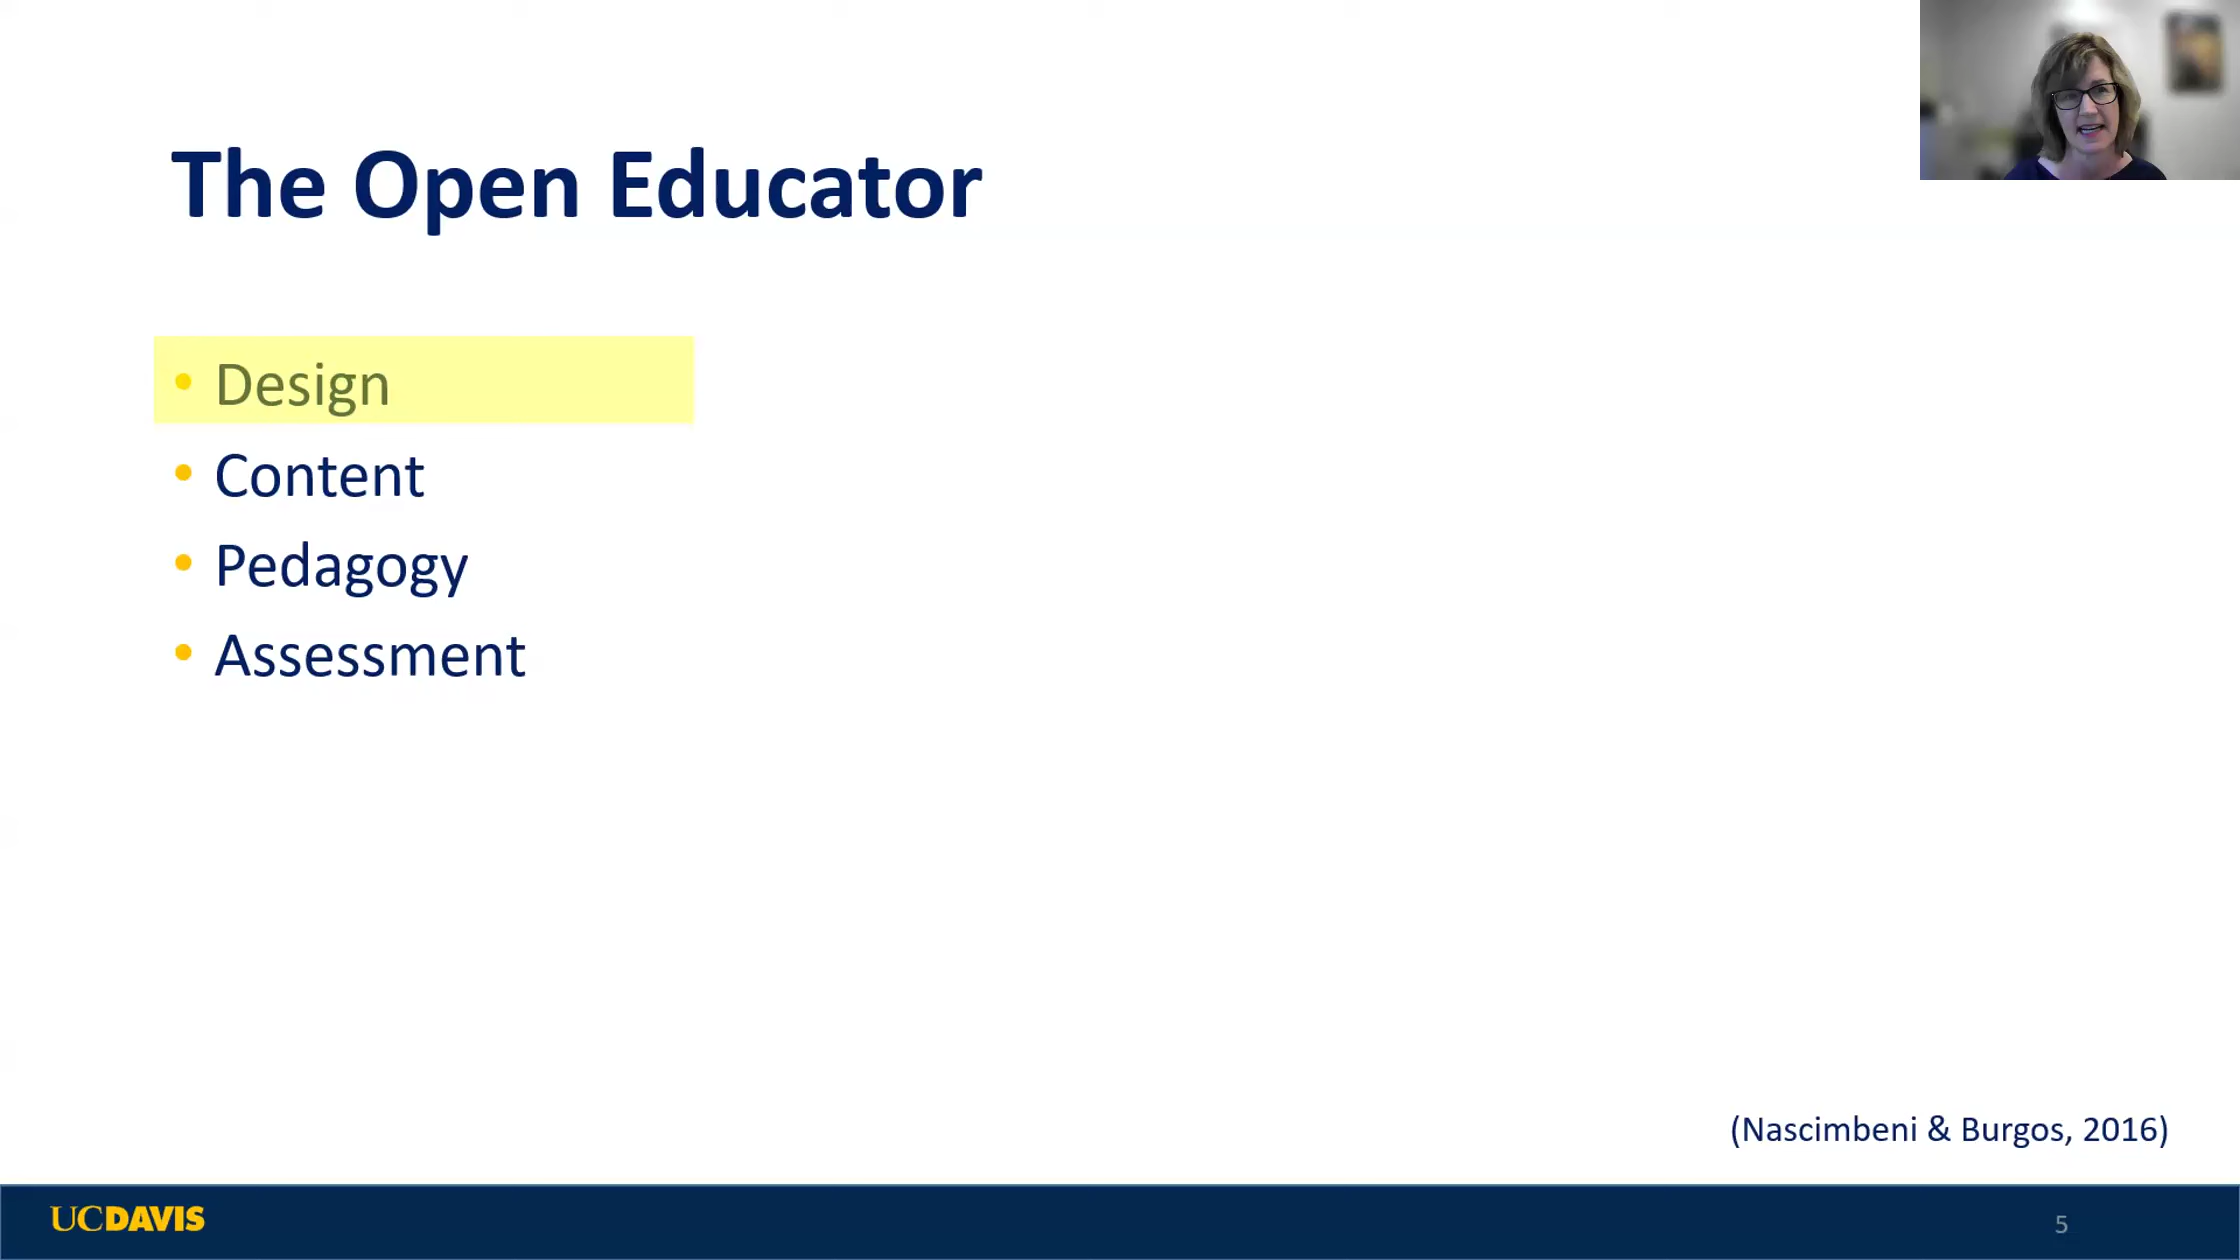 The Open Educator
• Design
• Content
• Pedagogy
• Assessment
(Nascimbeni & Burgos, 2016)
UCDAVIS
5